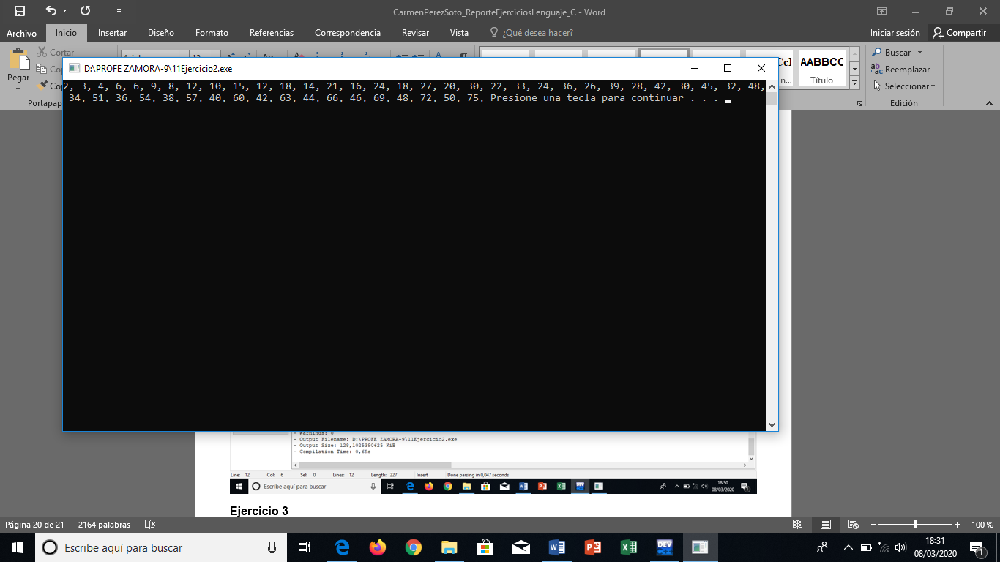 CarmenPerezSoto_ReporteEjerciciosLenguaje_C - Word
Archivo Inicio Insertar Diseño Formato Referencias Correspondencia Revisar Vista ¿Qué desea hacer? Iniciar sesión Compartir
Pegar
Cortar
Portapap
AABBCC
Título
Buscar
Reemplazar
Seleccionar
Edición
D:\PROFE ZAMORA-9\11Ejercicio2.exe
2, 3, 4, 6, 6, 9, 8, 12, 10, 15, 12, 18, 14, 21, 16, 24, 18, 27, 20, 30, 22, 33, 24, 36, 26, 39, 28, 42, 30, 45, 32, 48,
34, 51, 36, 54, 38, 57, 40, 60, 42, 63, 44, 66, 46, 69, 48, 72, 50, 75, Presione una tecla para continuar . . .
- Warnings: 0
- Output Filename: D:\PROFE ZAMORA-9\11Ejercicio2.exe
- Output Size: 128,1025390625 KiB
- Compilation Time: 0,69s
Line: 12 Col: 6 Sel: 0 Lines: 12 Length: 227 Insert Done parsing in 0,047 seconds
Escribe aquí para buscar 18:30
08/03/2020
Ejercicio 3
Página 20 de 21 2164 palabras 100 %
Escribe aquí para buscar DEV 18:31
08/03/2020 1